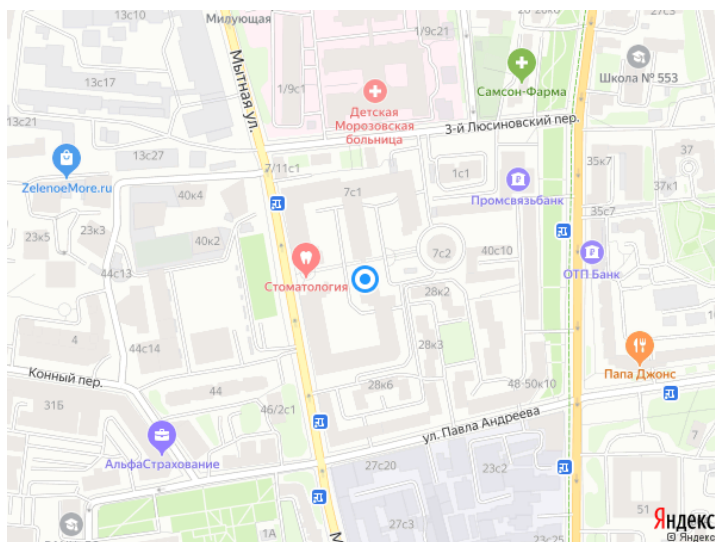 13с10
Милующая
1/9с21
13с17
Мытная ул.
1/9с1
Самсон-Фарма
Школа № 553
13с21
Детская
Морозовская
больница
3-й Люсиновский пер.
13с27
7/11с1
35к7
37
ZelenoeMore.ru
40к4
7с1
1с1
Промсвязьбанк
37к1
35с7
23к5
23к3
40к2
7с2
40с10
44с13
Стоматология
28к2
ОТП Банк
4
44с14
28к3
Конный пер.
44
28к6
48-50к10
Папа Джонс
31Б
46/2с1
ул. Павла Андреева
АльфаСтрахование
27с20
23с2
7
1А
27с3
23с25
51
Яндекс
© Яндекс